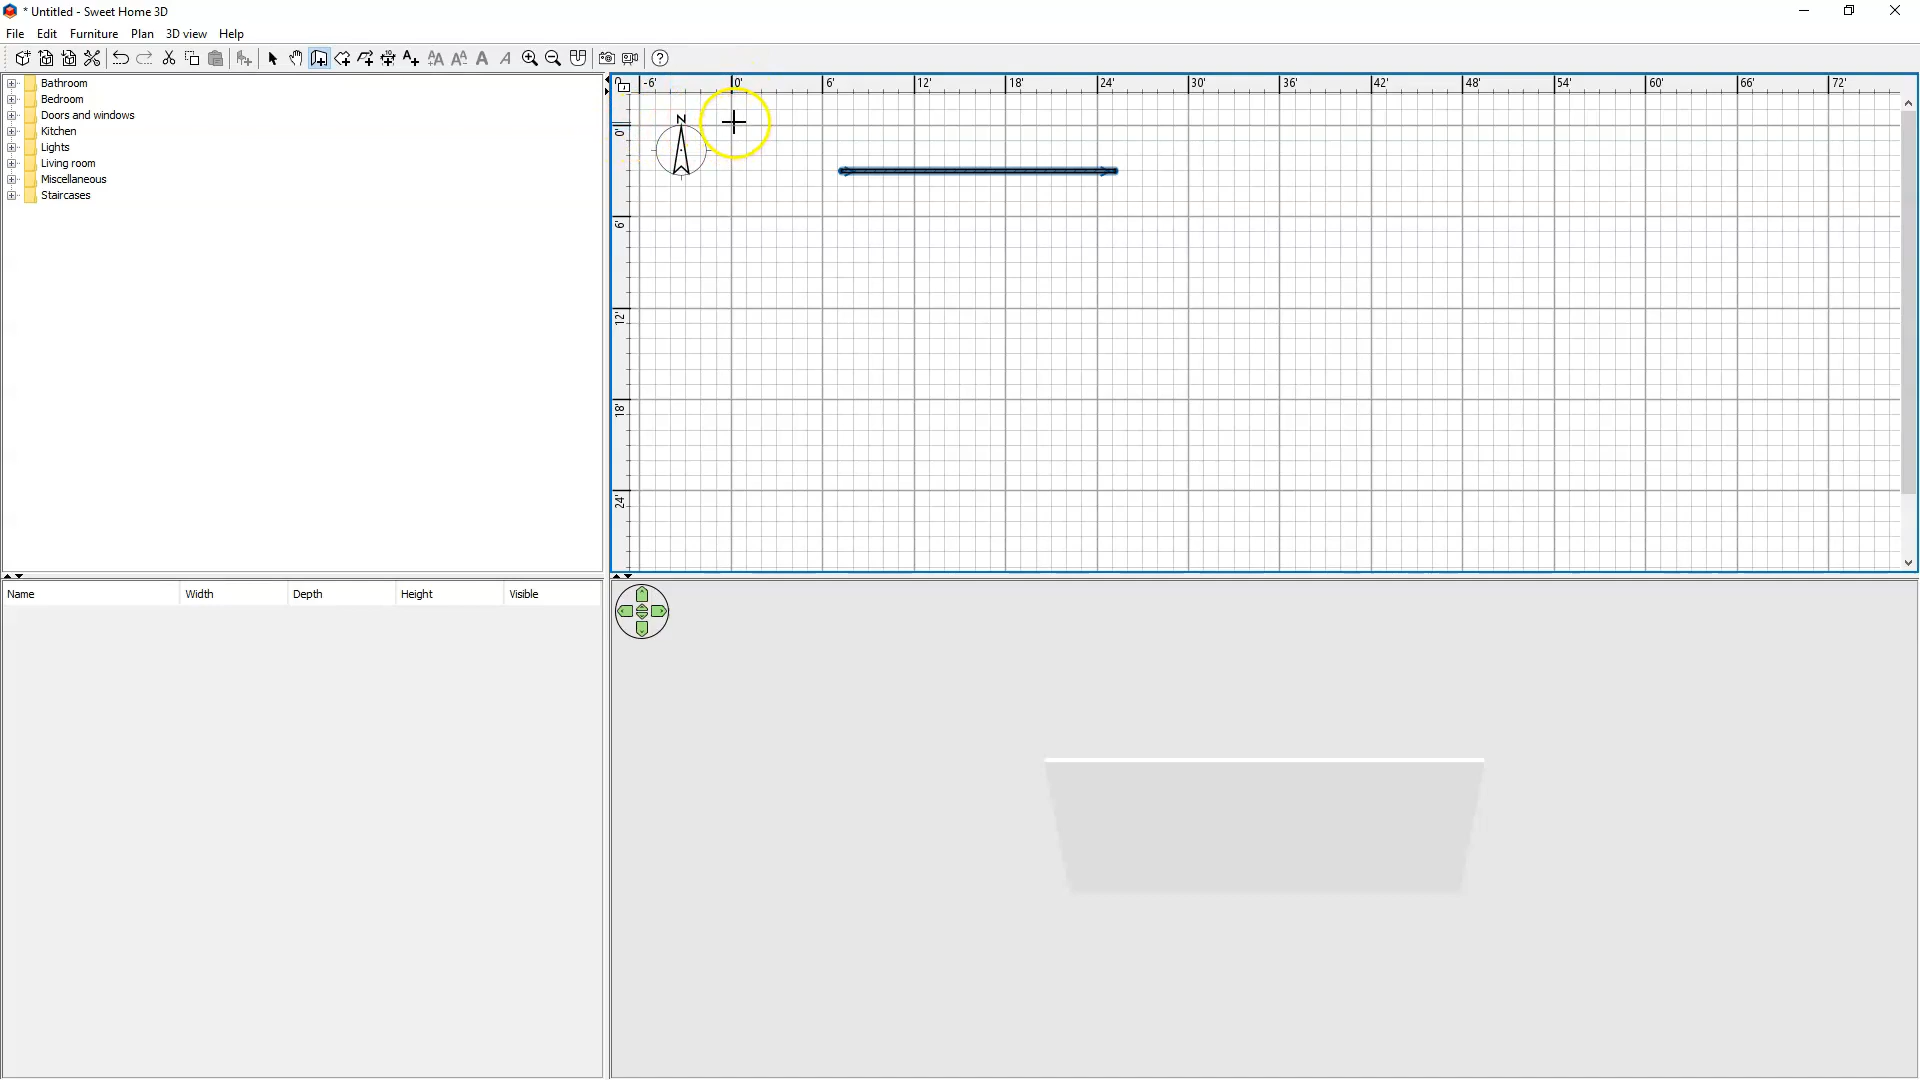 * Untitled - Sweet Home 3D
File Edit Furniture Plan 3D view Help
Bathroom
Bedroom
Doors and windows
Kitchen
Lights
Living room
Miscellaneous
Staircases
-6' 0' 6' 12' 18' 24' 30' 36' 42' 48' 54' 60' 66' 72'
0'
6'
12'
18'
24'
N
Name Width Depth Height Visible